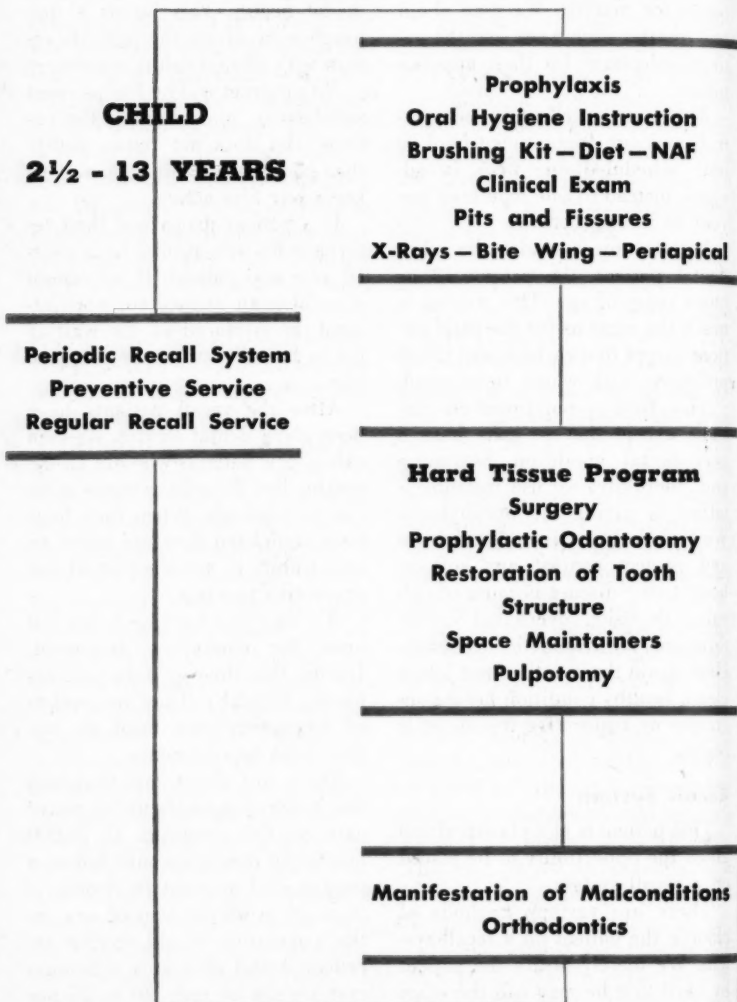 CHILD
2½ - 13 YEARS
Periodic Recall System
Preventive Service
Regular Recall Service
Prophylaxis
Oral Hygiene Instruction
Brushing Kit — Diet — NAF
Clinical Exam
Pits and Fissures
X-Rays — Bite Wing — Periapical
Hard Tissue Program
Surgery
Prophylactic Odontotomy
Restoration of Tooth
Structure
Space Maintainers
Pulpotomy
Manifestation of Malconditions
Orthodontics